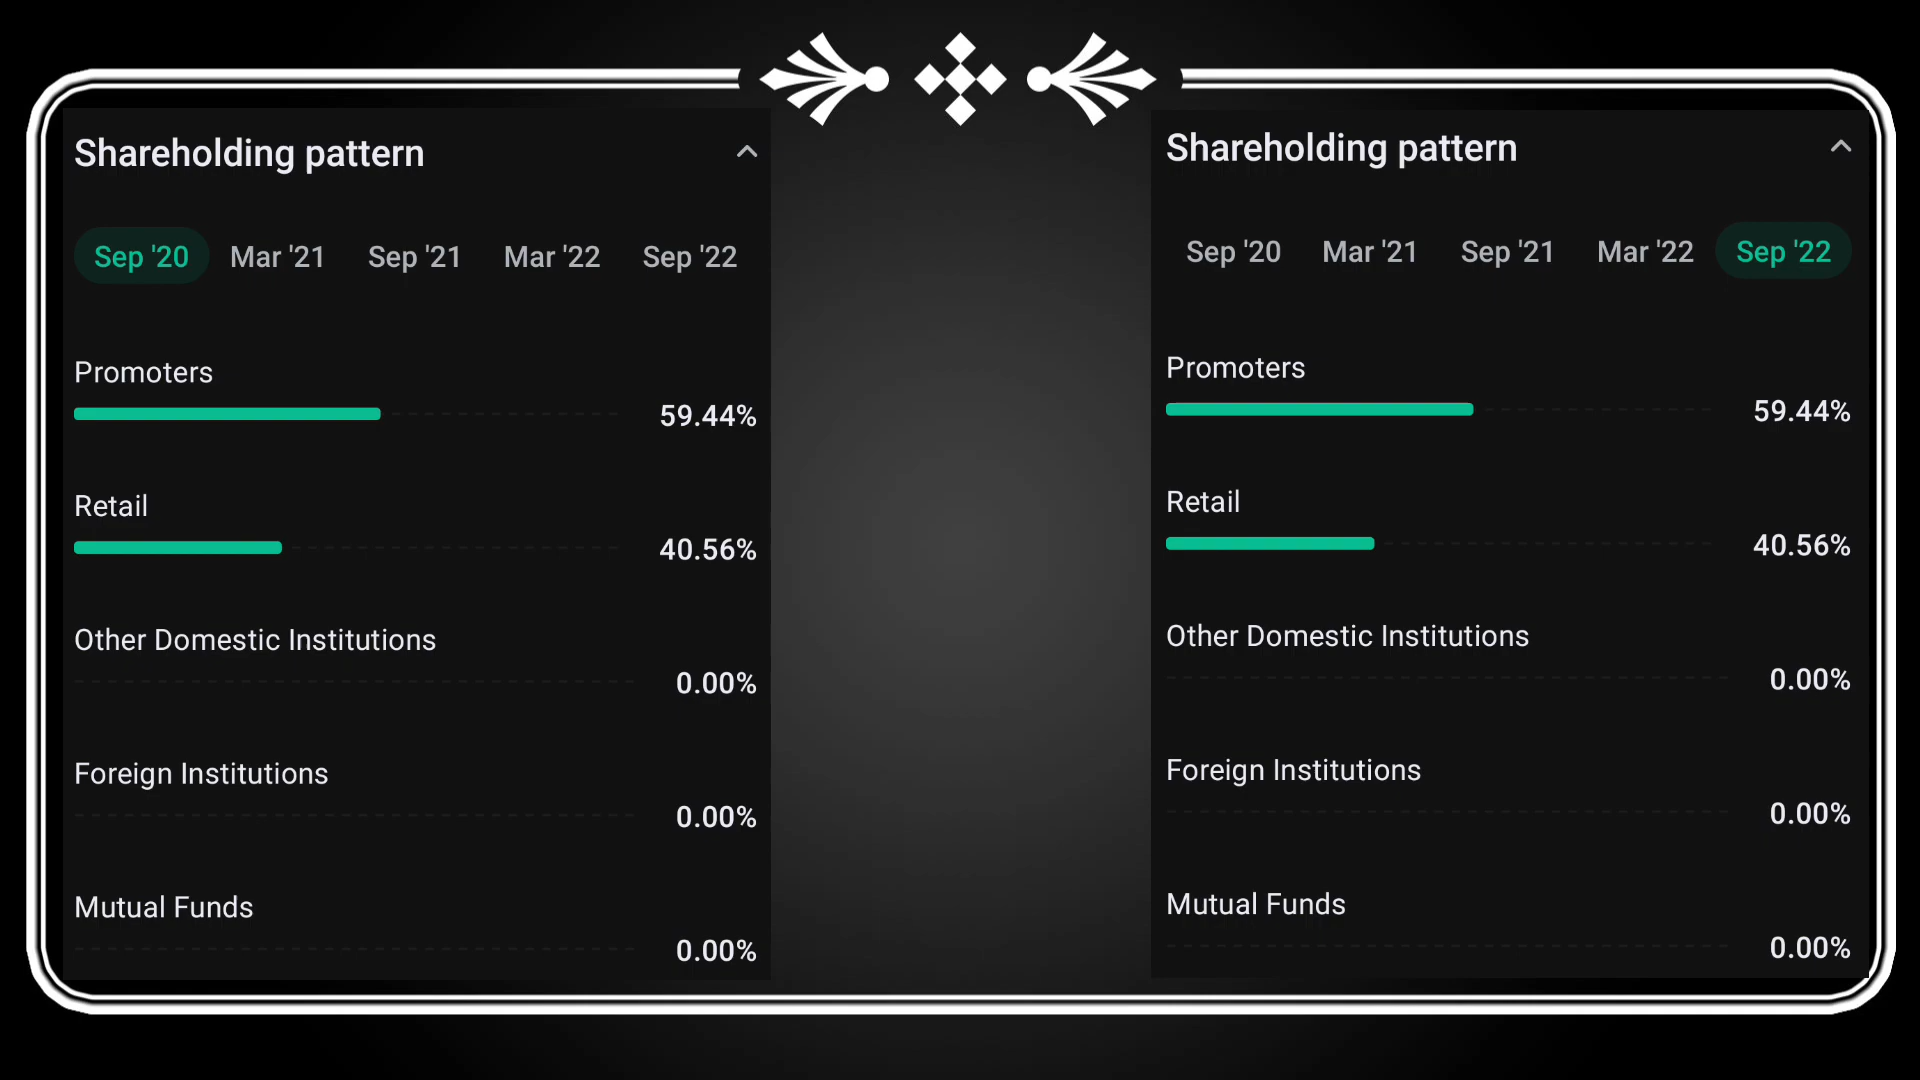 Shareholding pattern
Sep '20 Mar '21 Sep '21 Mar '22 Sep '22
Promoters
59.44%
Retail
40.56%
Other Domestic Institutions
0.00%
Foreign Institutions
0.00%
Mutual Funds
0.00%
Shareholding pattern
Sep '20 Mar '21 Sep '21 Mar '22 Sep '22
Promoters
59.44%
Retail
40.56%
Other Domestic Institutions
0.00%
Foreign Institutions
0.00%
Mutual Funds
0.00%